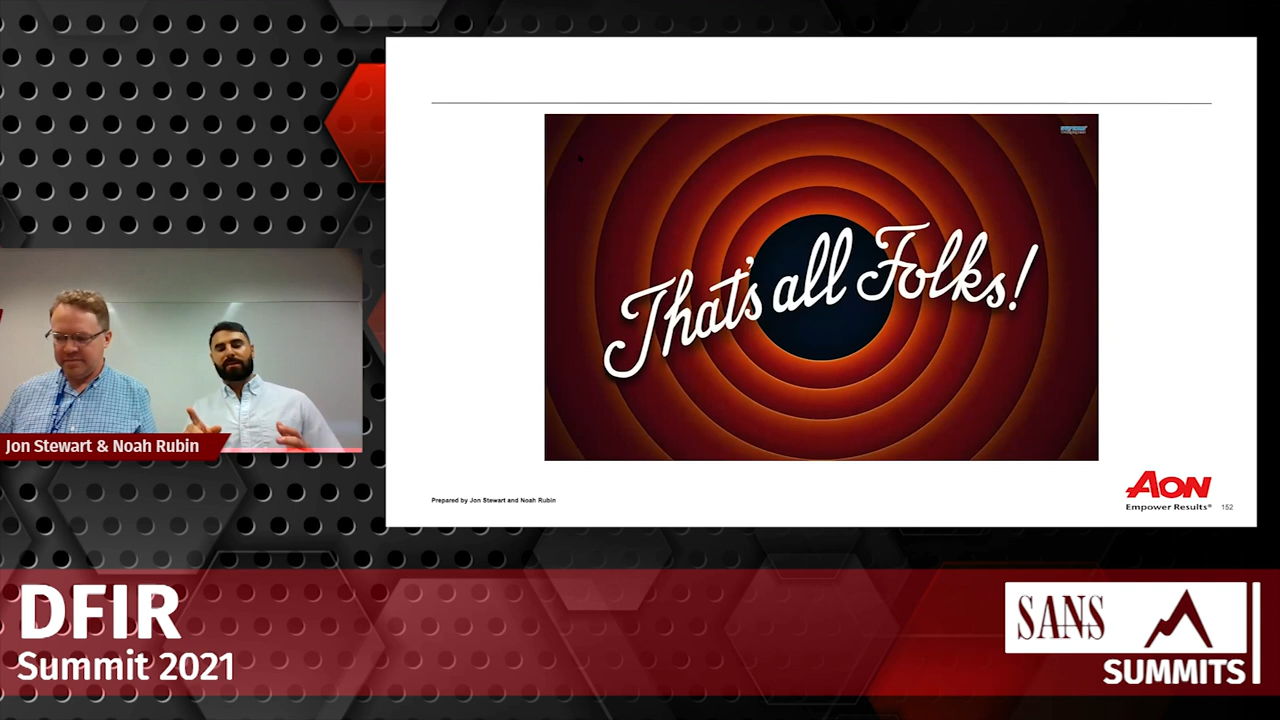 That's all Folks!
Prepared by Jon Stewart and Noah Rubin
AON
Empower Results®
152
Jon Stewart & Noah Rubin
DFIR
Summit 2021
SANS
SUMMITS